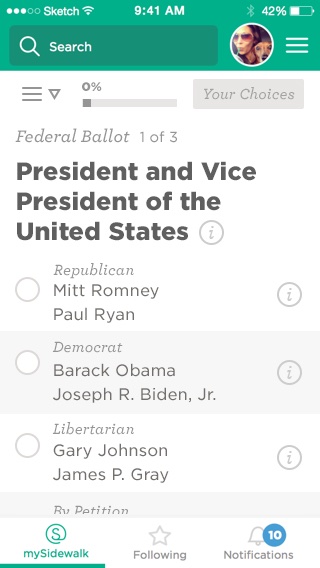 Sketch 9:41 AM 42%
Search
0%
Your Choices
Federal Ballot 1 of 3
President and Vice
President of the
United States i
Republican
Mitt Romney
Paul Ryan
i
Democrat
Barack Obama
Joseph R. Biden, Jr.
i
Libertarian
Gary Johnson
James P. Gray
i
By Petition
S
mySidewalk
Following
10
Notifications